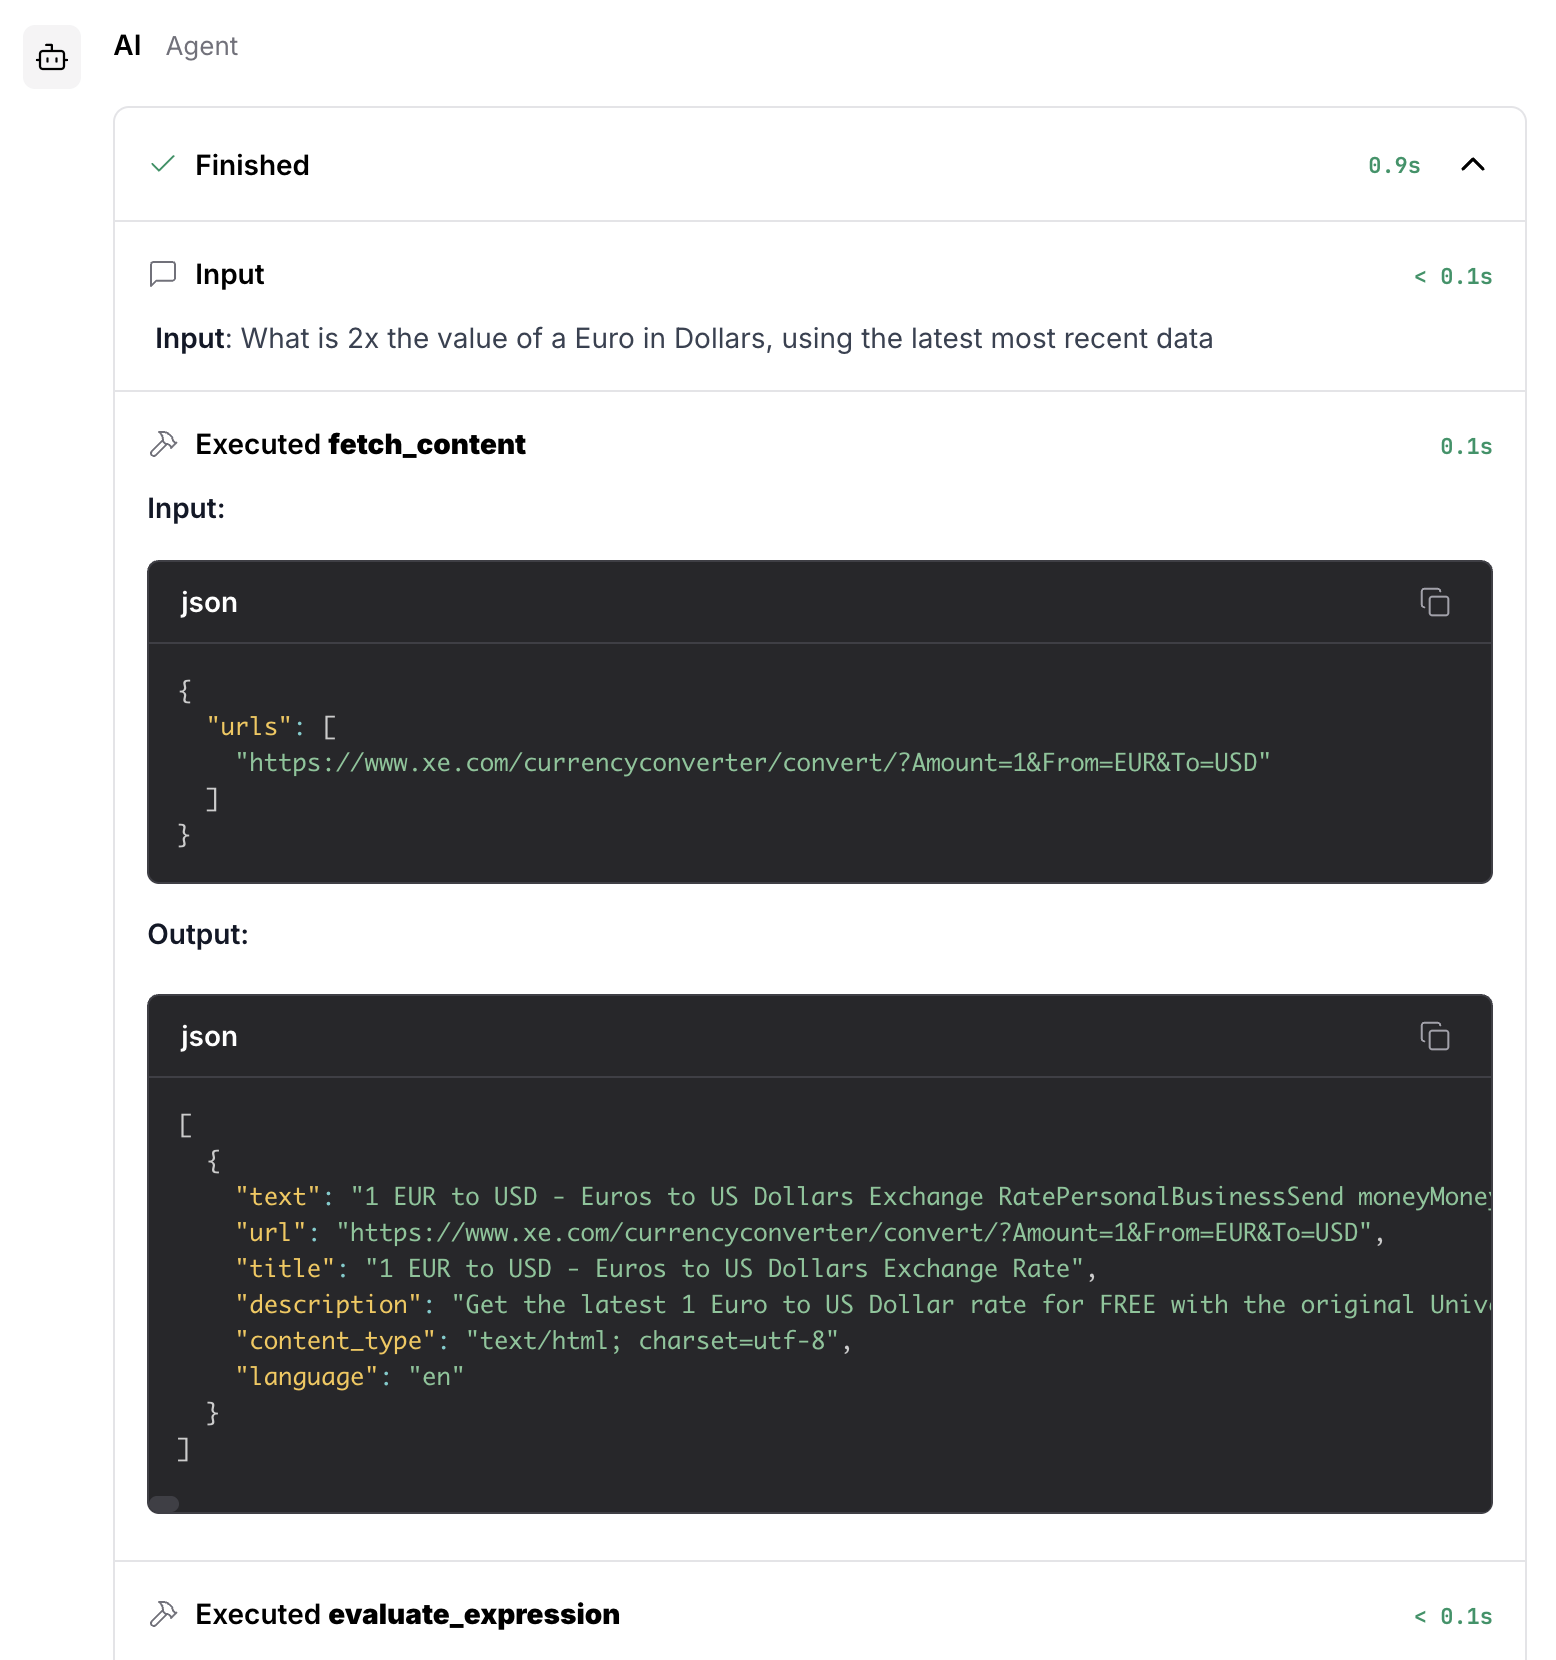 AI Agent
Finished 0.9s
Input < 0.1s
Input: What is 2x the value of a Euro in Dollars, using the latest most recent data
Executed fetch_content 0.1s
Input:
json
{
"urls": [
"https://www.xe.com/currencyconverter/convert/?Amount=1&From=EUR&To=USD"
]
}
Output:
json
[
{
"text": "1 EUR to USD - Euros to US Dollars Exchange RatePersonalBusinessSend moneyMoney
"url": "https://www.xe.com/currencyconverter/convert/?Amount=1&From=EUR&To=USD",
"title": "1 EUR to USD - Euros to US Dollars Exchange Rate",
"description": "Get the latest 1 Euro to US Dollar rate for FREE with the original Unive
"content_type": "text/html; charset=utf-8",
"language": "en"
}
]
Executed evaluate_expression < 0.1s